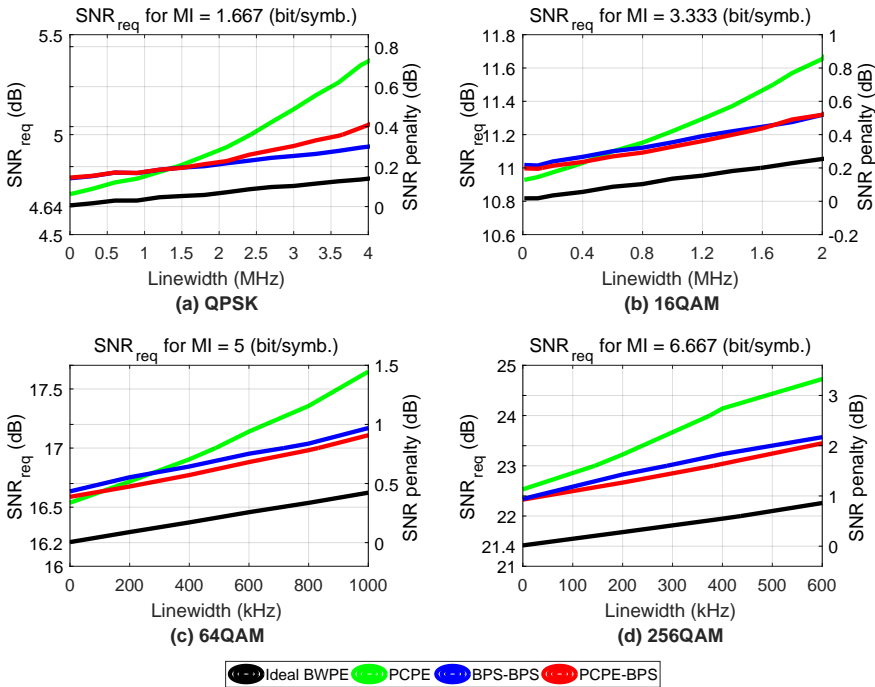 SNR_req for MI = 1.667 (bit/symb.)
SNR_req for MI = 3.333 (bit/symb.)
5.5
5
4.64
4.5
SNR_req (dB)
0.8
0.6
0.4
0.2
0
SNR penalty (dB)
0 0.5 1 1.5 2 2.5 3 3.5 4
Linewidth (MHz)
(a) QPSK
11.8
11.6
11.4
11.2
11
10.8
10.6
SNR_req (dB)
1
0.8
0.6
0.4
0.2
0
-0.2
SNR penalty (dB)
0 0.4 0.8 1.2 1.6 2
Linewidth (MHz)
(b) 16QAM
SNR_req for MI = 5 (bit/symb.)
SNR_req for MI = 6.667 (bit/symb.)
17.5
17
16.5
16.2
16
SNR_req (dB)
1.5
1
0.5
0
SNR penalty (dB)
0 200 400 600 800 1000
Linewidth (kHz)
(c) 64QAM
25
24
23
22
21.4
21
SNR_req (dB)
3
2
1
0
SNR penalty (dB)
0 100 200 300 400 500 600
Linewidth (kHz)
(d) 256QAM
Ideal BWPE PCPE BPS-BPS PCPE-BPS